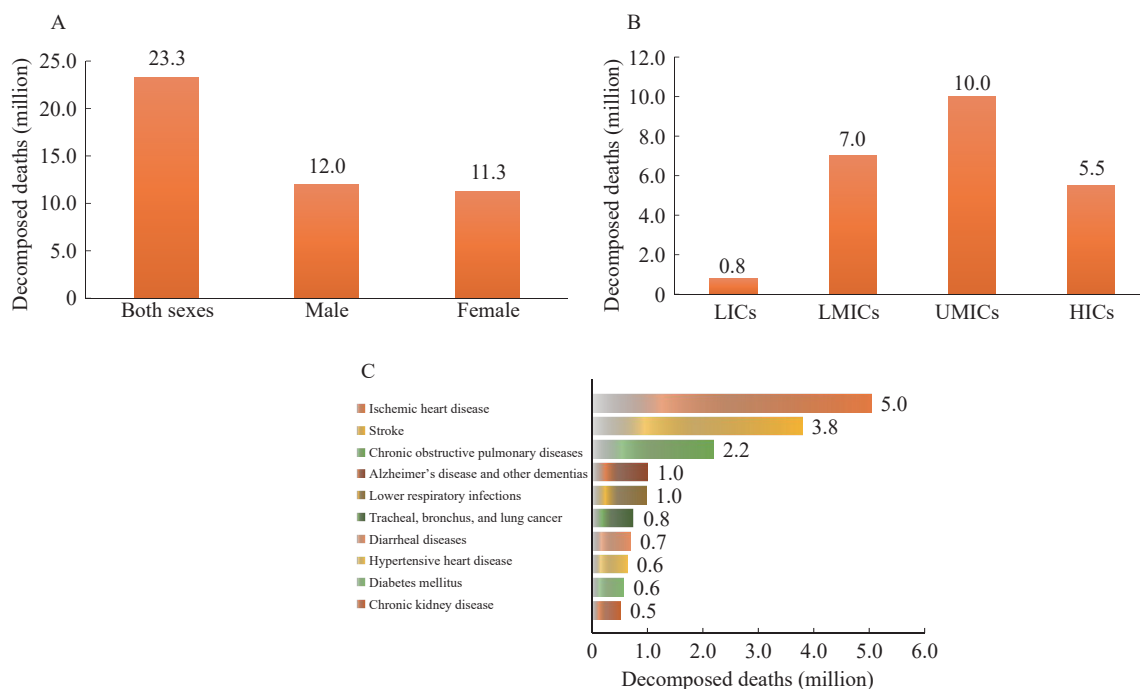 A
Decomposed deaths (million)
25.0
20.0
15.0
10.0
5.0
0
23.3
12.0
11.3
Both sexes
Male
Female
B
Decomposed deaths (million)
12.0
10.0
8.0
6.0
4.0
2.0
0
0.8
7.0
10.0
5.5
LICs
LMICs
UMICs
HICs
C
Ischemic heart disease
Stroke
Chronic obstructive pulmonary diseases
Alzheimer’s disease and other dementias
Lower respiratory infections
Tracheal, bronchus, and lung cancer
Diarrheal diseases
Hypertensive heart disease
Diabetes mellitus
Chronic kidney disease
5.0
3.8
2.2
1.0
1.0
0.8
0.7
0.6
0.6
0.5
0 1.0 2.0 3.0 4.0 5.0 6.0
Decomposed deaths (million)